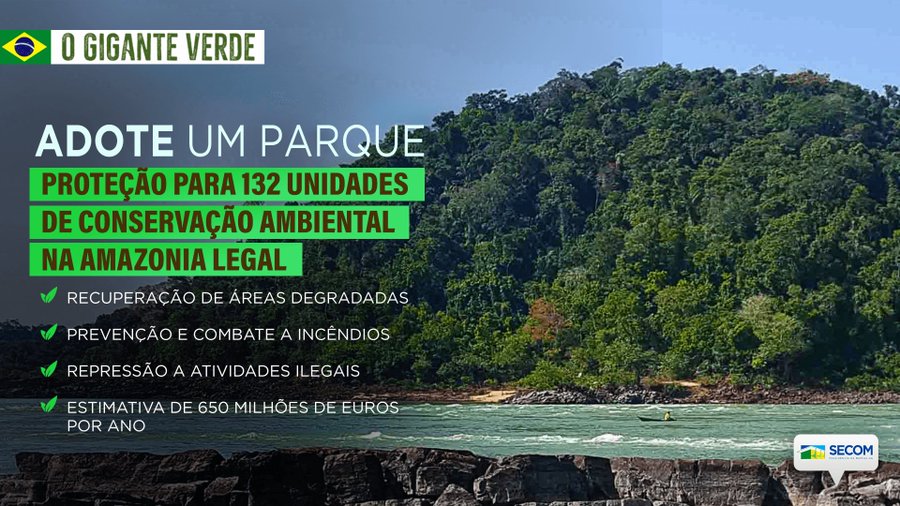 O GIGANTE VERDE
ADOTE UM PARQUE
PROTEÇÃO PARA 132 UNIDADES
DE CONSERVAÇÃO AMBIENTAL
NA AMAZONIA LEGAL
RECUPERAÇÃO DE ÁREAS DEGRADADAS
PREVENÇÃO E COMBATE A INCÊNDIOS
REPRESSÃO A ATIVIDADES ILEGAIS
ESTIMATIVA DE 650 MILHÕES DE EUROS
POR ANO
SECOM